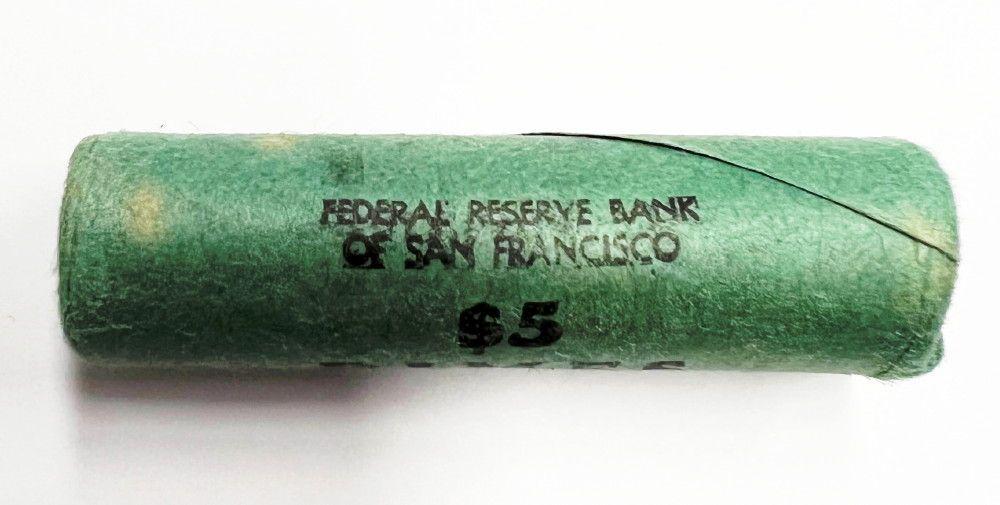 FEDERAL RESERVE BANK
OF SAN FRANCISCO
$5